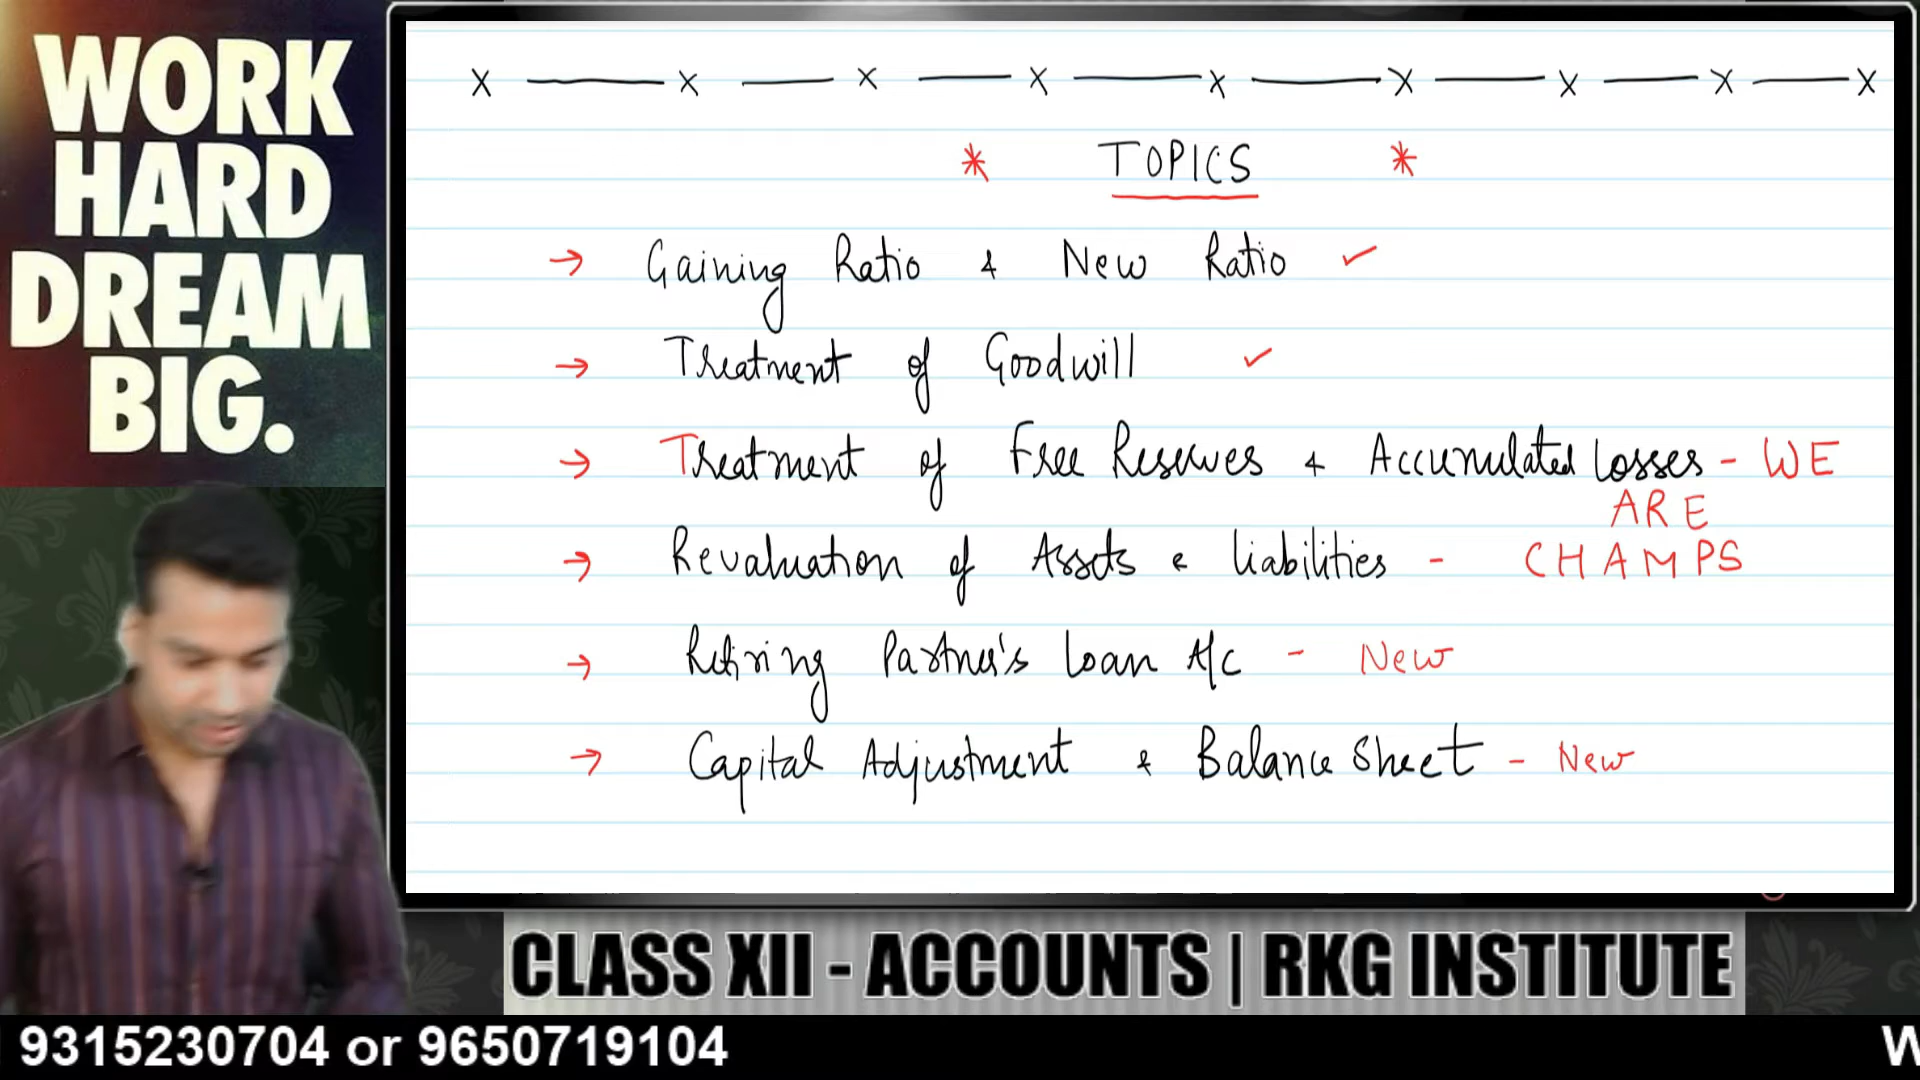 WORK
HARD
DREAM
BIG.
X — X — X — X — X — X — X — X — X
* TOPICS *
→ Gaining Ratio & New Ratio ✓
→ Treatment of Goodwill ✓
→ Treatment of Free Reserves & Accumulated Losses - WE
ARE
→ Revaluation of Assets & Liabilities - CHAMPS
→ Retiring Partner's Loan A/c - New
→ Capital Adjustment & Balance Sheet - New
CLASS XII - ACCOUNTS | RKG INSTITUTE
9315230704 or 9650719104